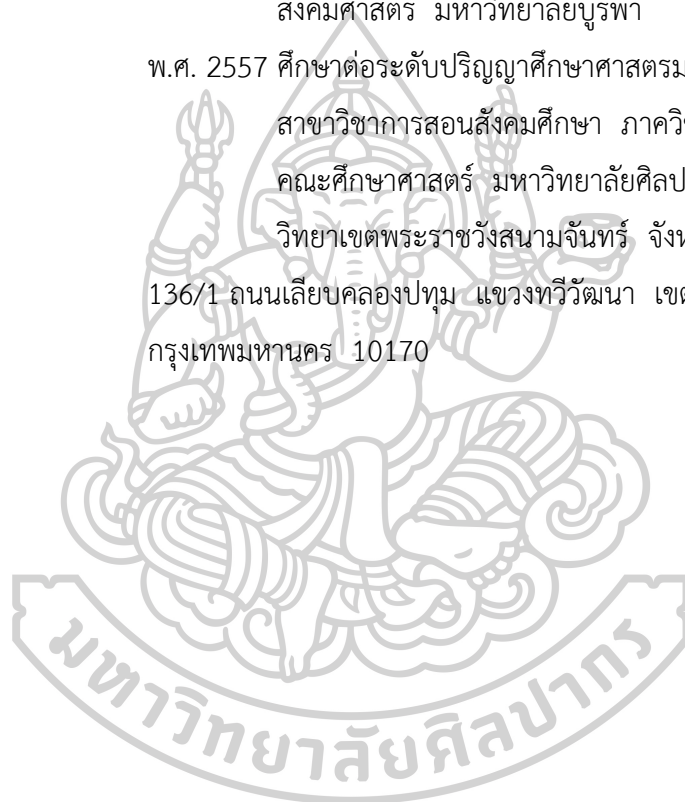 สังคมศาสตร มหาวิทยาลัยบูรพา
พ.ศ. 2557 ศึกษาต่อระดับปริญญาศึกษาศาสตรม
สาขาวิชาการสอนสังคมศึกษา ภาควิ
คณะศึกษาศาสตร์ มหาวิทยาลัยศิลป
วิทยาเขตพระราชวังสนามจันทร์ จังห
136/1 ถนนเลียบคลองปทุม แขวงทวีวัฒนา เขต
กรุงเทพมหานคร 10170
มหาวิทยาลัยศิลปากร